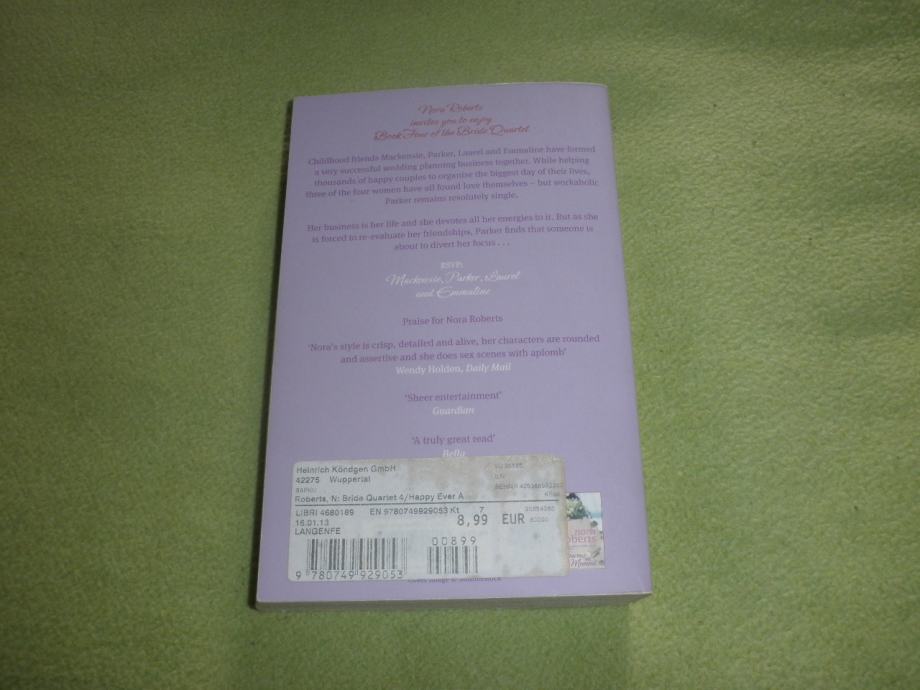 Nora Roberts
invites you to enjoy
Book Four of the Bride Quartet
Childhood friends Mackensie, Parker, Laurel and Emmaline have formed
a very successful wedding planning business together. While helping
thousands of happy couples to organise the biggest day of their lives,
three of the four women have all found love themselves – but workaholic
Parker remains resolutely single.
Her business is her life and she devotes all her energies to it. But as she
is forced to re-evaluate her friendships, Parker finds that someone is
about to divert her focus . . .
RSVP:
Mackensie, Parker, Laurel
and Emmaline
Praise for Nora Roberts
'Nora's style is crisp, detailed and alive, her characters are rounded
and assertive and she does sex scenes with aplomb'
Wendy Holden, Daily Mail
'Sheer entertainment'
Guardian
'A truly great read'
Bella
Heinrich Köndgen GmbH
42275 Wuppertal
Roberts, N: Bride Quartet 4/Happy Ever A
LIBRI 4680189 EN 9780749929053 Kt 7
16.01.13 8,99 EUR
LANGENFE
00899
9 780749 929053
nora
roberts